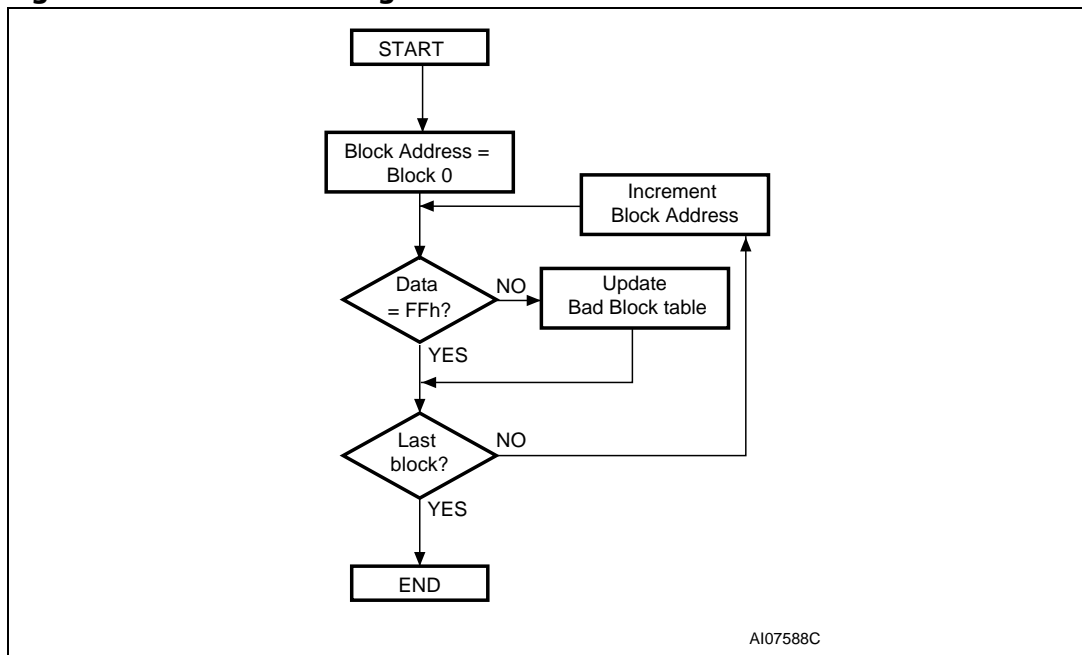 START
Block Address =
Block 0
Increment
Block Address
Data
= FFh?
NO
Update
Bad Block table
YES
Last
block?
NO
YES
END
AI07588C